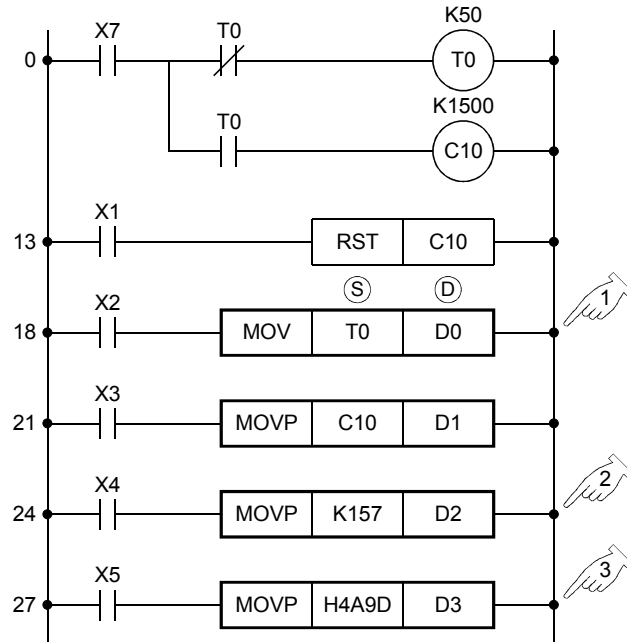 K50
X7 T0
0 T0
K1500
T0
C10
X1
13 RST C10
S D
X2
18 MOV T0 D0 1
X3
21 MOVP C10 D1
X4
24 MOVP K157 D2 2
X5
27 MOVP H4A9D D3 3